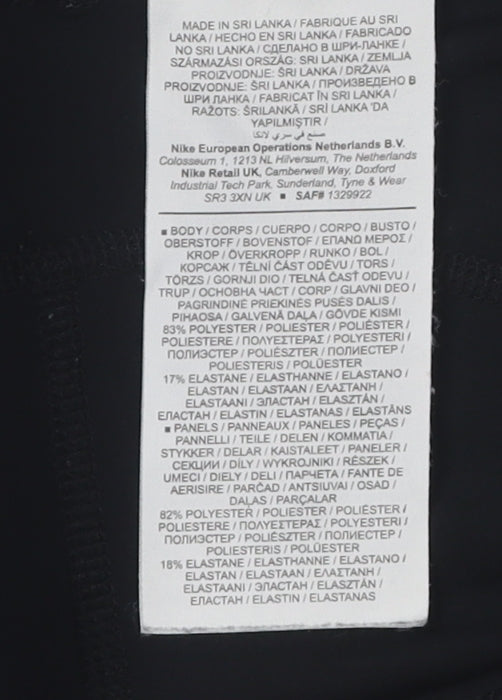 MADE IN SRI LANKA / FABRIQUE AU SRI
LANKA / HECHO EN SRI LANKA / FABRICADO
NO SRI LANKA / СДЕЛАНО В ШРИ-ЛАНКЕ /
SZÁRMAZÁSI ORSZÁG: SRI LANKA / ZEMLJA
PROIZVODNJE: ŠRI LANKA / DRŽAVA
PROIZVODNJE: ŠRI LANKA / ПРОИЗВЕДЕНО В
ШРИ ЛАНКА / FABRICAT ÎN SRI LANKA /
RAŽOTS: ŠRILANKĀ / SRİ LANKA 'DA
YAPILMIŞTIR /
صنع في سري لانكا
Nike European Operations Netherlands B.V.
Colosseum 1, 1213 NL Hilversum, The Netherlands
Nike Retail UK, Camberwell Way, Doxford
Industrial Tech Park, Sunderland, Tyne & Wear
SR3 3XN UK ■ SAF# 1329922
■ BODY / CORPS / CUERPO / CORPO / BUSTO /
OBERSTOFF / BOVENSTOF / ΕΠΑΝΩ ΜΕΡΟΣ /
KROP / ÖVERKROPP / RUNKO / BOL /
КОРСАЖ / TĚLNÍ ČÁST ODĚVU / TORS /
TÖRZS / GORNJI DIO / TELNÁ ČASŤ ODEVU /
TRUP / ОСНОВНА ЧАСТ / CORP / GLAVNI DEO /
PAGRINDINĖ PRIEKINĖS PUSĖS DALIS /
PIHAOSA / GALVENĀ DAĻA / GÖVDE KISMI
83% POLYESTER / POLIESTER / POLIÉSTER /
POLIESTERE / ΠΟΛΥΕΣΤΕΡΑΣ / POLYESTERI /
ПОЛИЭСТЕР / POLIÉSZTER / ПОЛИЕСТЕР /
POLIESTERIS / POLÜESTER
17% ELASTANE / ELASTHANNE / ELASTANO /
ELASTAN / ELASTAAN / ΕΛΑΣΤΑΝΗ /
ELASTAANI / ЭЛАСТАН / ELASZTÁN /
ЕЛАСТАН / ELASTIN / ELASTANAS / ELASTĀNS
■ PANELS / PANNEAUX / PANELES / PEÇAS /
PANNELLI / TEILE / DELEN / ΚΟΜΜΑΤΙΑ /
STYKKER / DELAR / KAISTALEET / PANELER /
СЕКЦИИ / DÍLY / WYKROJNIKI / RÉSZEK /
UMECI / DIELY / DELI / ПАРЧЕТА / FANTE DE
AERISIRE / PARČAD / ANTSIUVAI / OSAD /
DAĻAS / PARÇALAR
82% POLYESTER / POLIESTER / POLIÉSTER /
POLIESTERE / ΠΟΛΥΕΣΤΕΡΑΣ / POLYESTERI /
ПОЛИЭСТЕР / POLIÉSZTER / ПОЛИЕСТЕР /
POLIESTERIS / POLÜESTER
18% ELASTANE / ELASTHANNE / ELASTANO /
ELASTAN / ELASTAAN / ΕΛΑΣΤΑΝΗ /
ELASTAANI / ЭЛАСТАН / ELASZTÁN /
ЕЛАСТАН / ELASTIN / ELASTANAS